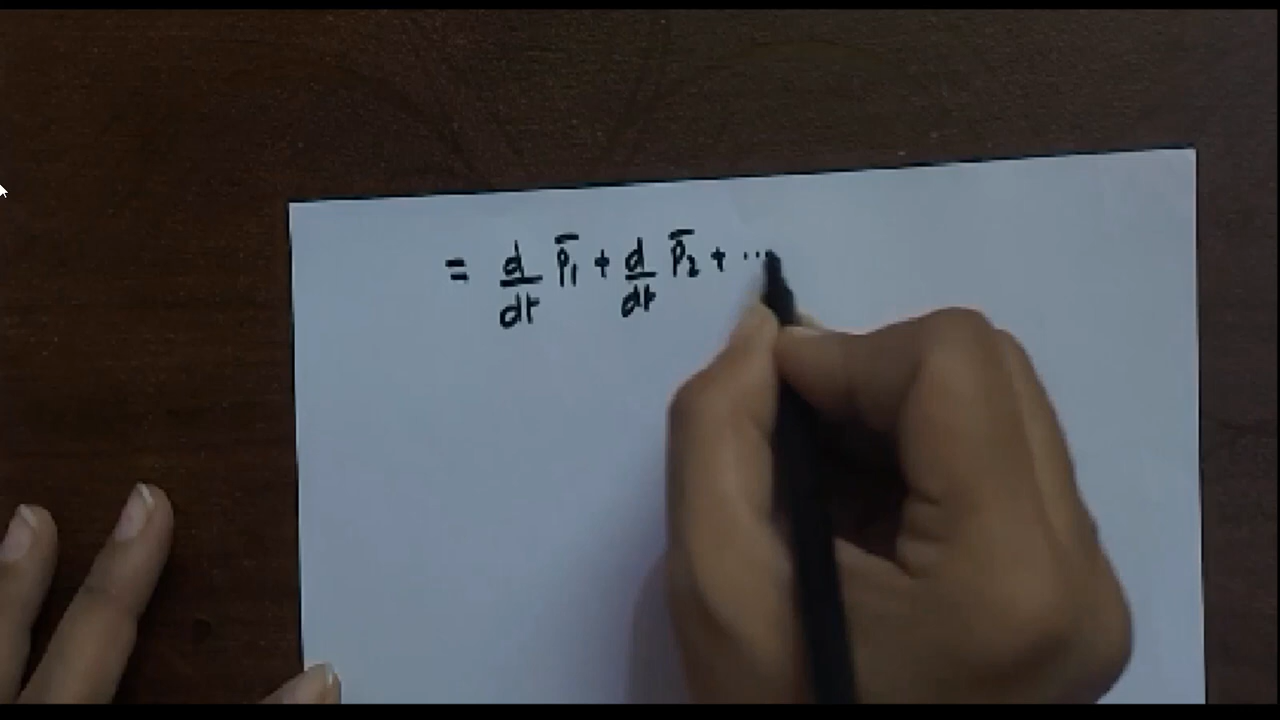 = d/dt p̄₁ + d/dt p̄₂ + ...